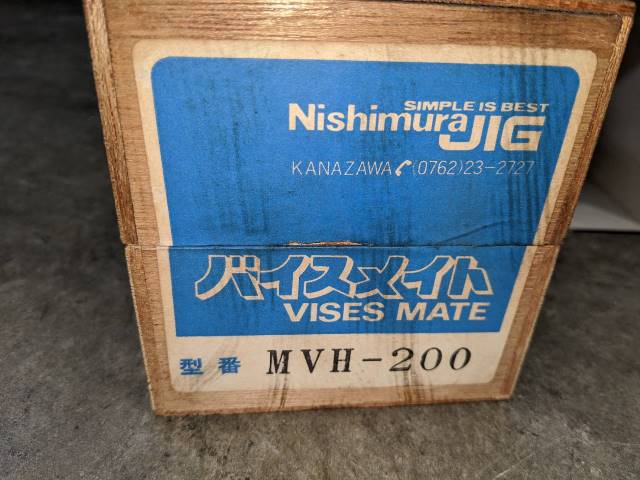 SIMPLE IS BEST
Nishimura JIG
KANAZAWA ✆(0762)23-2727
バイスメイト
VISES MATE
型番 MVH-200